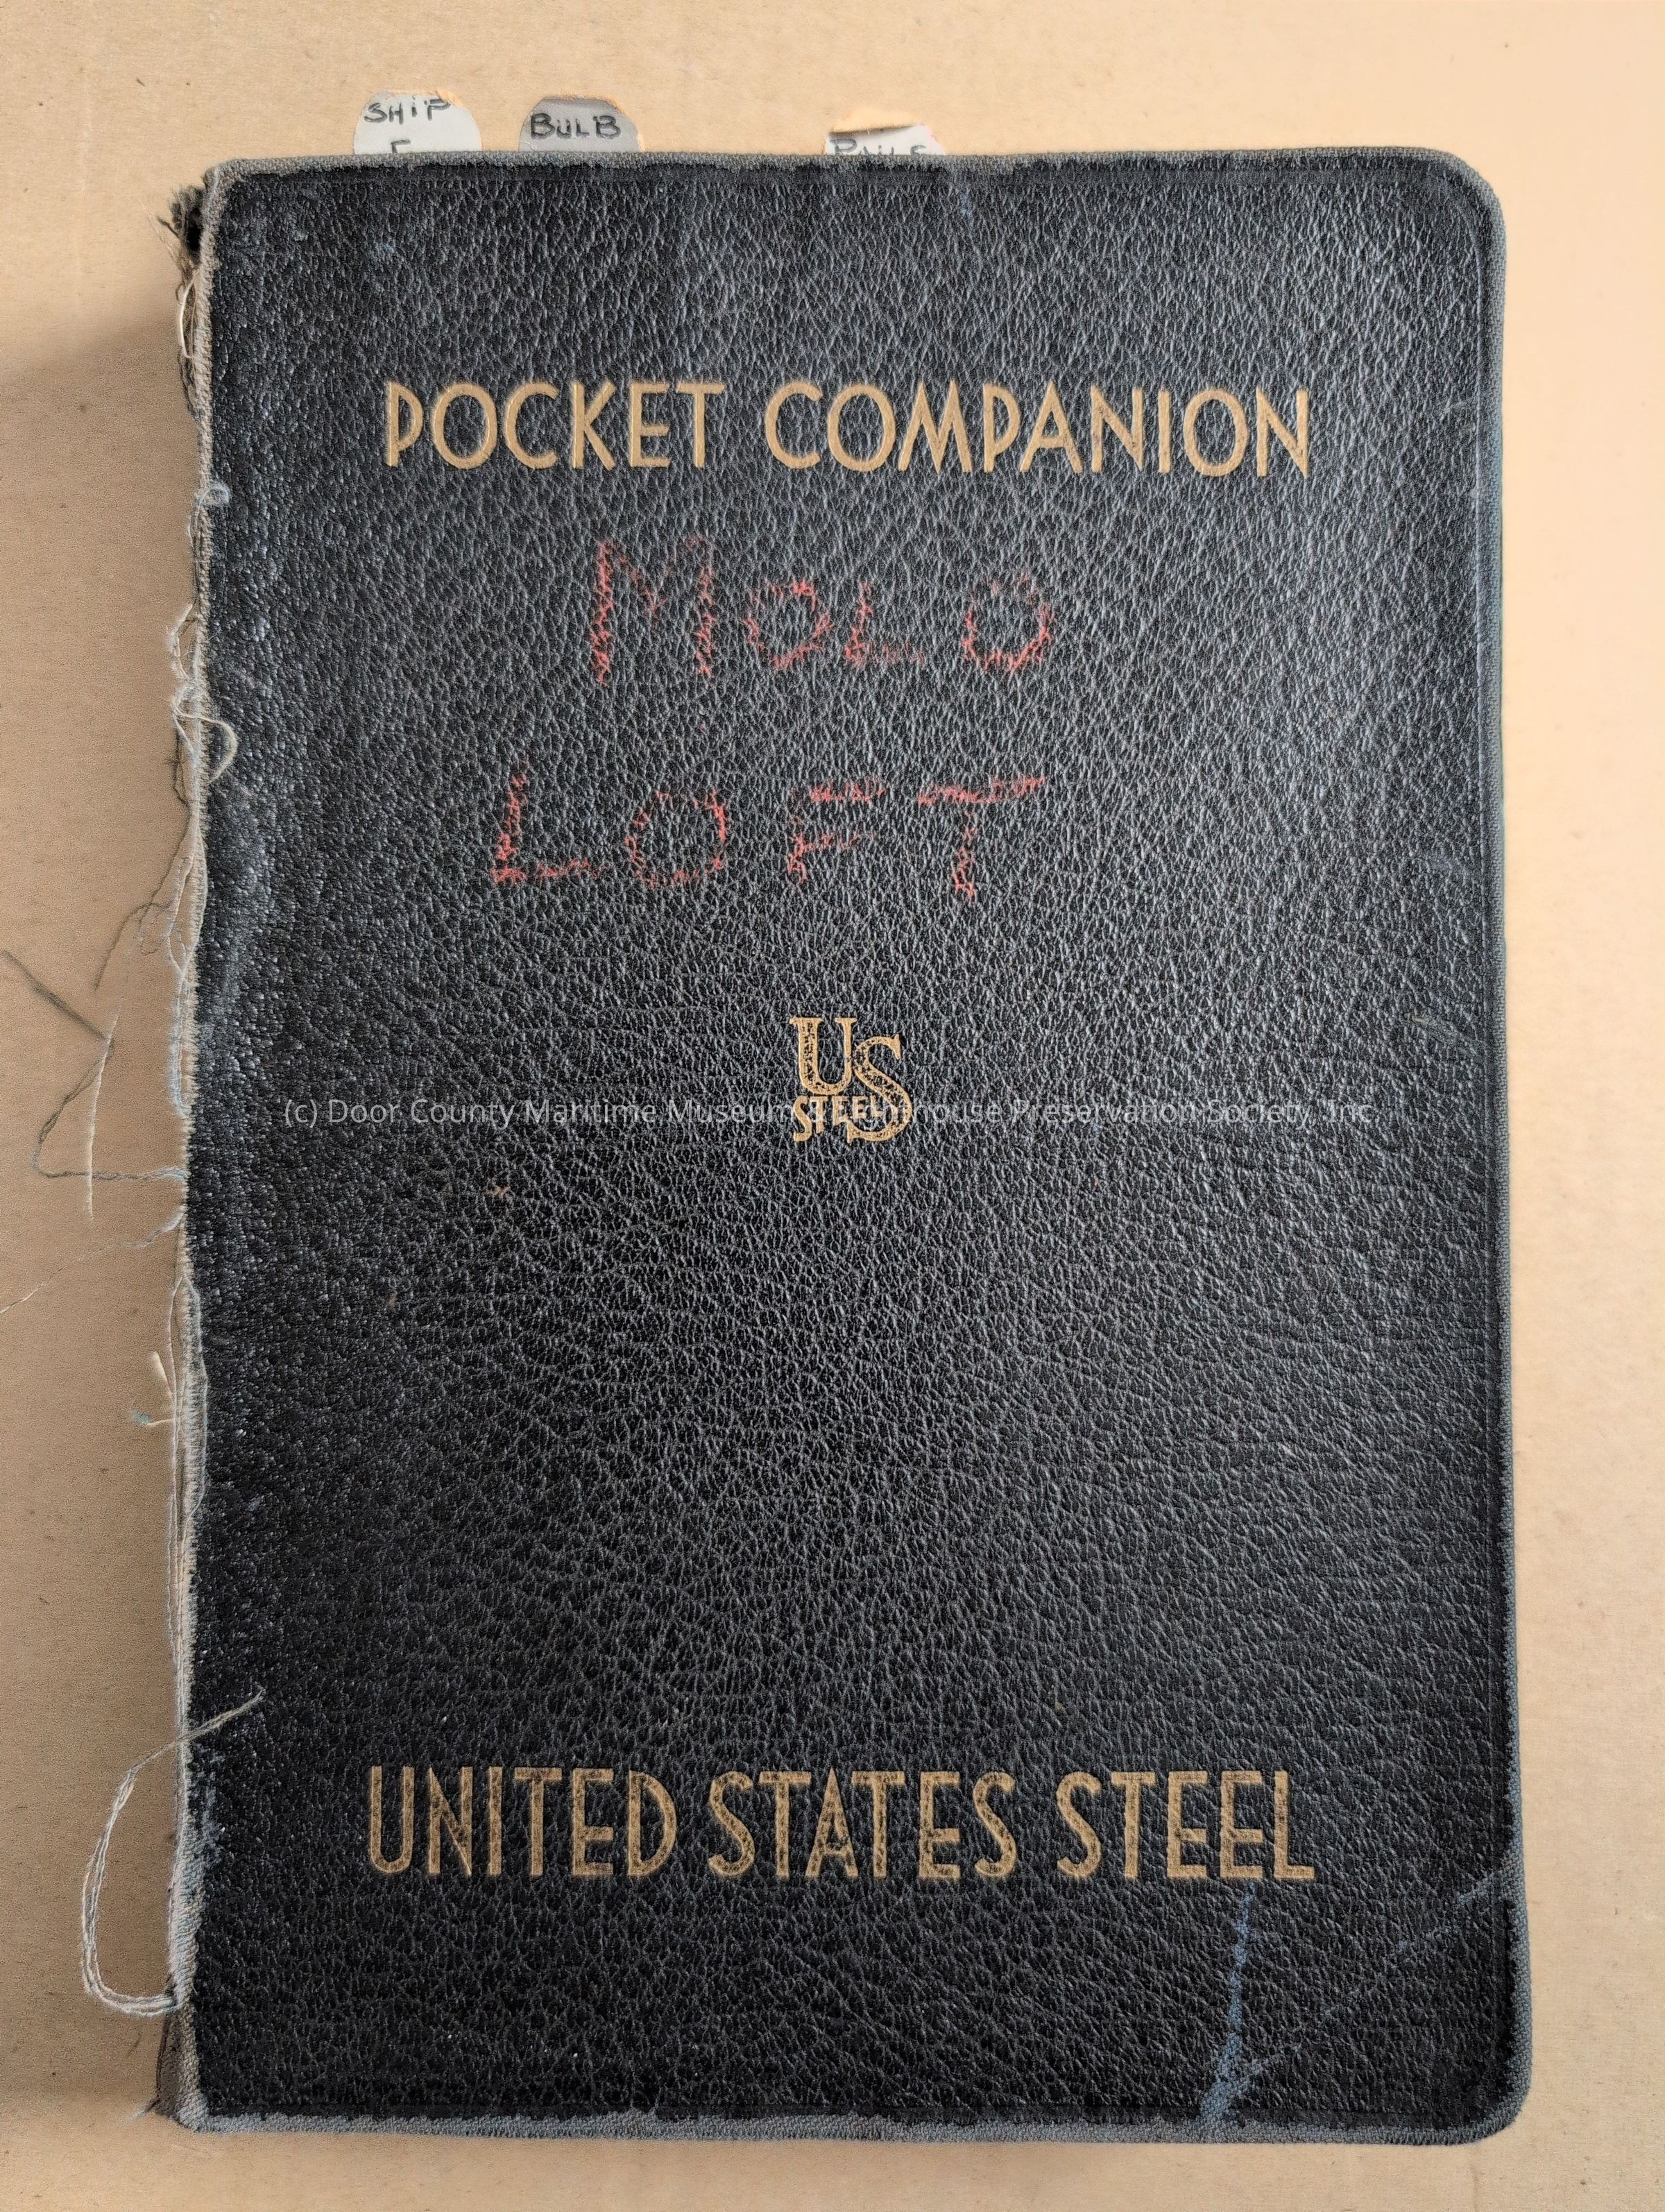 SHIP
BULB
RAILS
POCKET COMPANION
MOLD
LOFT
US
STEEL
(c) Door County Maritime Museum & Lighthouse Preservation Society, Inc
UNITED STATES STEEL